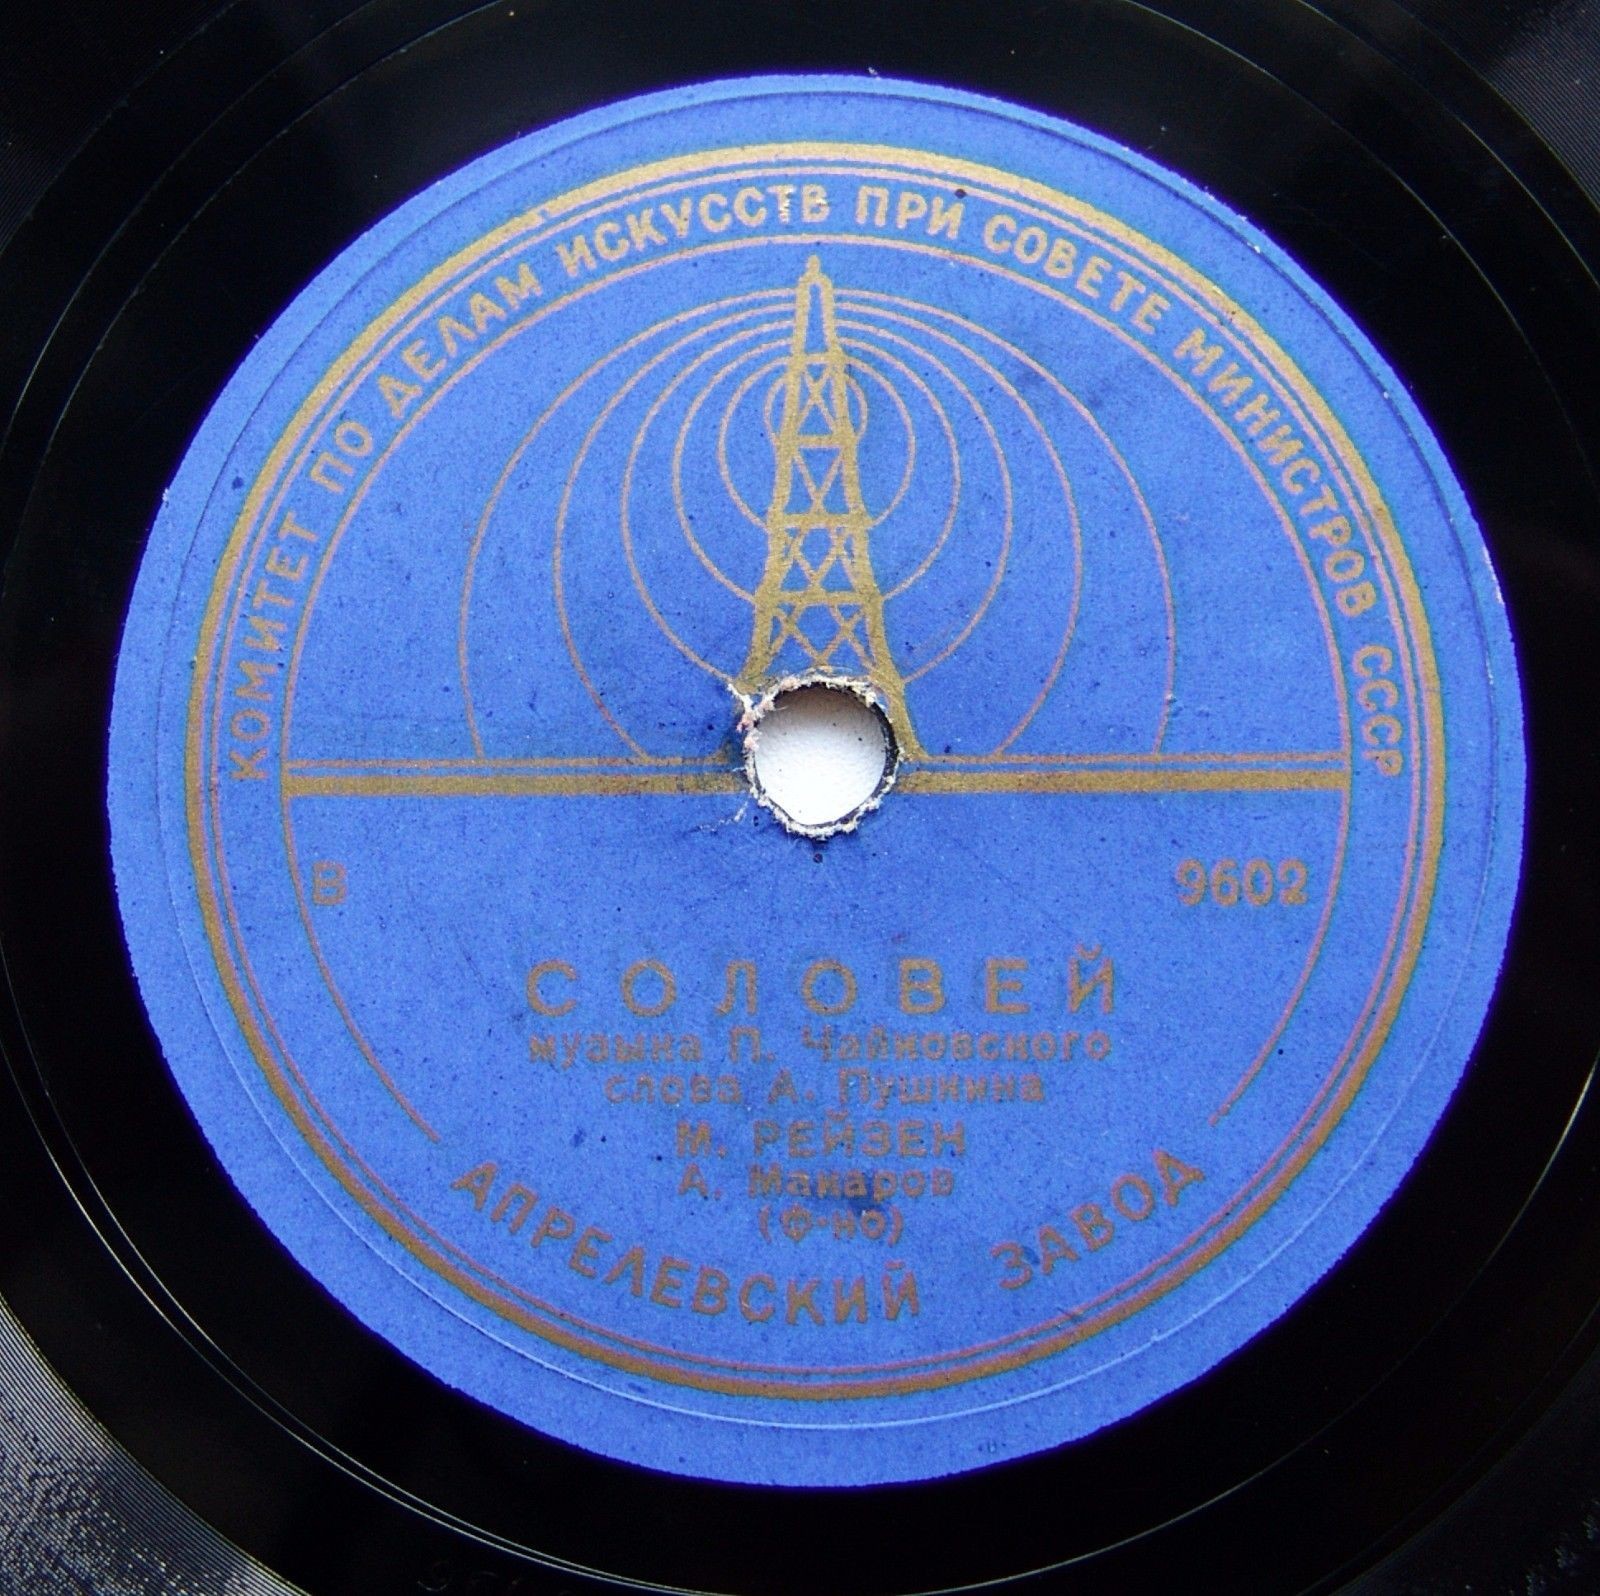 КОМИТЕТ ПО ДЕЛАМ ИСКУССТВ ПРИ СОВЕТЕ МИНИСТРОВ СССР
В 9602
СОЛОВЕЙ
музыка П. Чайковского
слова А. Пушкина
М. РЕЙЗЕН
А. Макаров
(ф-но)
АПРЕЛЕВСКИЙ ЗАВОД